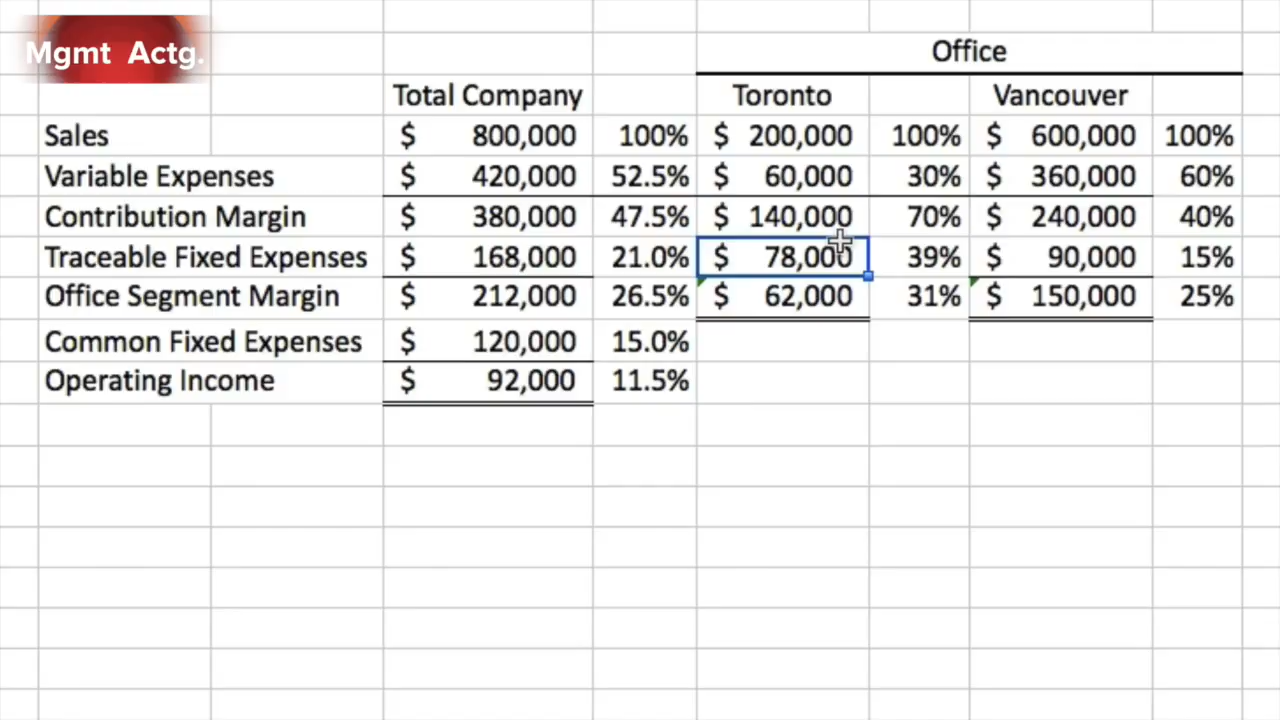 Mgmt Actg.
Office
Total Company Toronto Vancouver
Sales $ 800,000 100% $ 200,000 100% $ 600,000 100%
Variable Expenses $ 420,000 52.5% $ 60,000 30% $ 360,000 60%
Contribution Margin $ 380,000 47.5% $ 140,000 70% $ 240,000 40%
Traceable Fixed Expenses $ 168,000 21.0% $ 78,000 39% $ 90,000 15%
Office Segment Margin $ 212,000 26.5% $ 62,000 31% $ 150,000 25%
Common Fixed Expenses $ 120,000 15.0%
Operating Income $ 92,000 11.5%